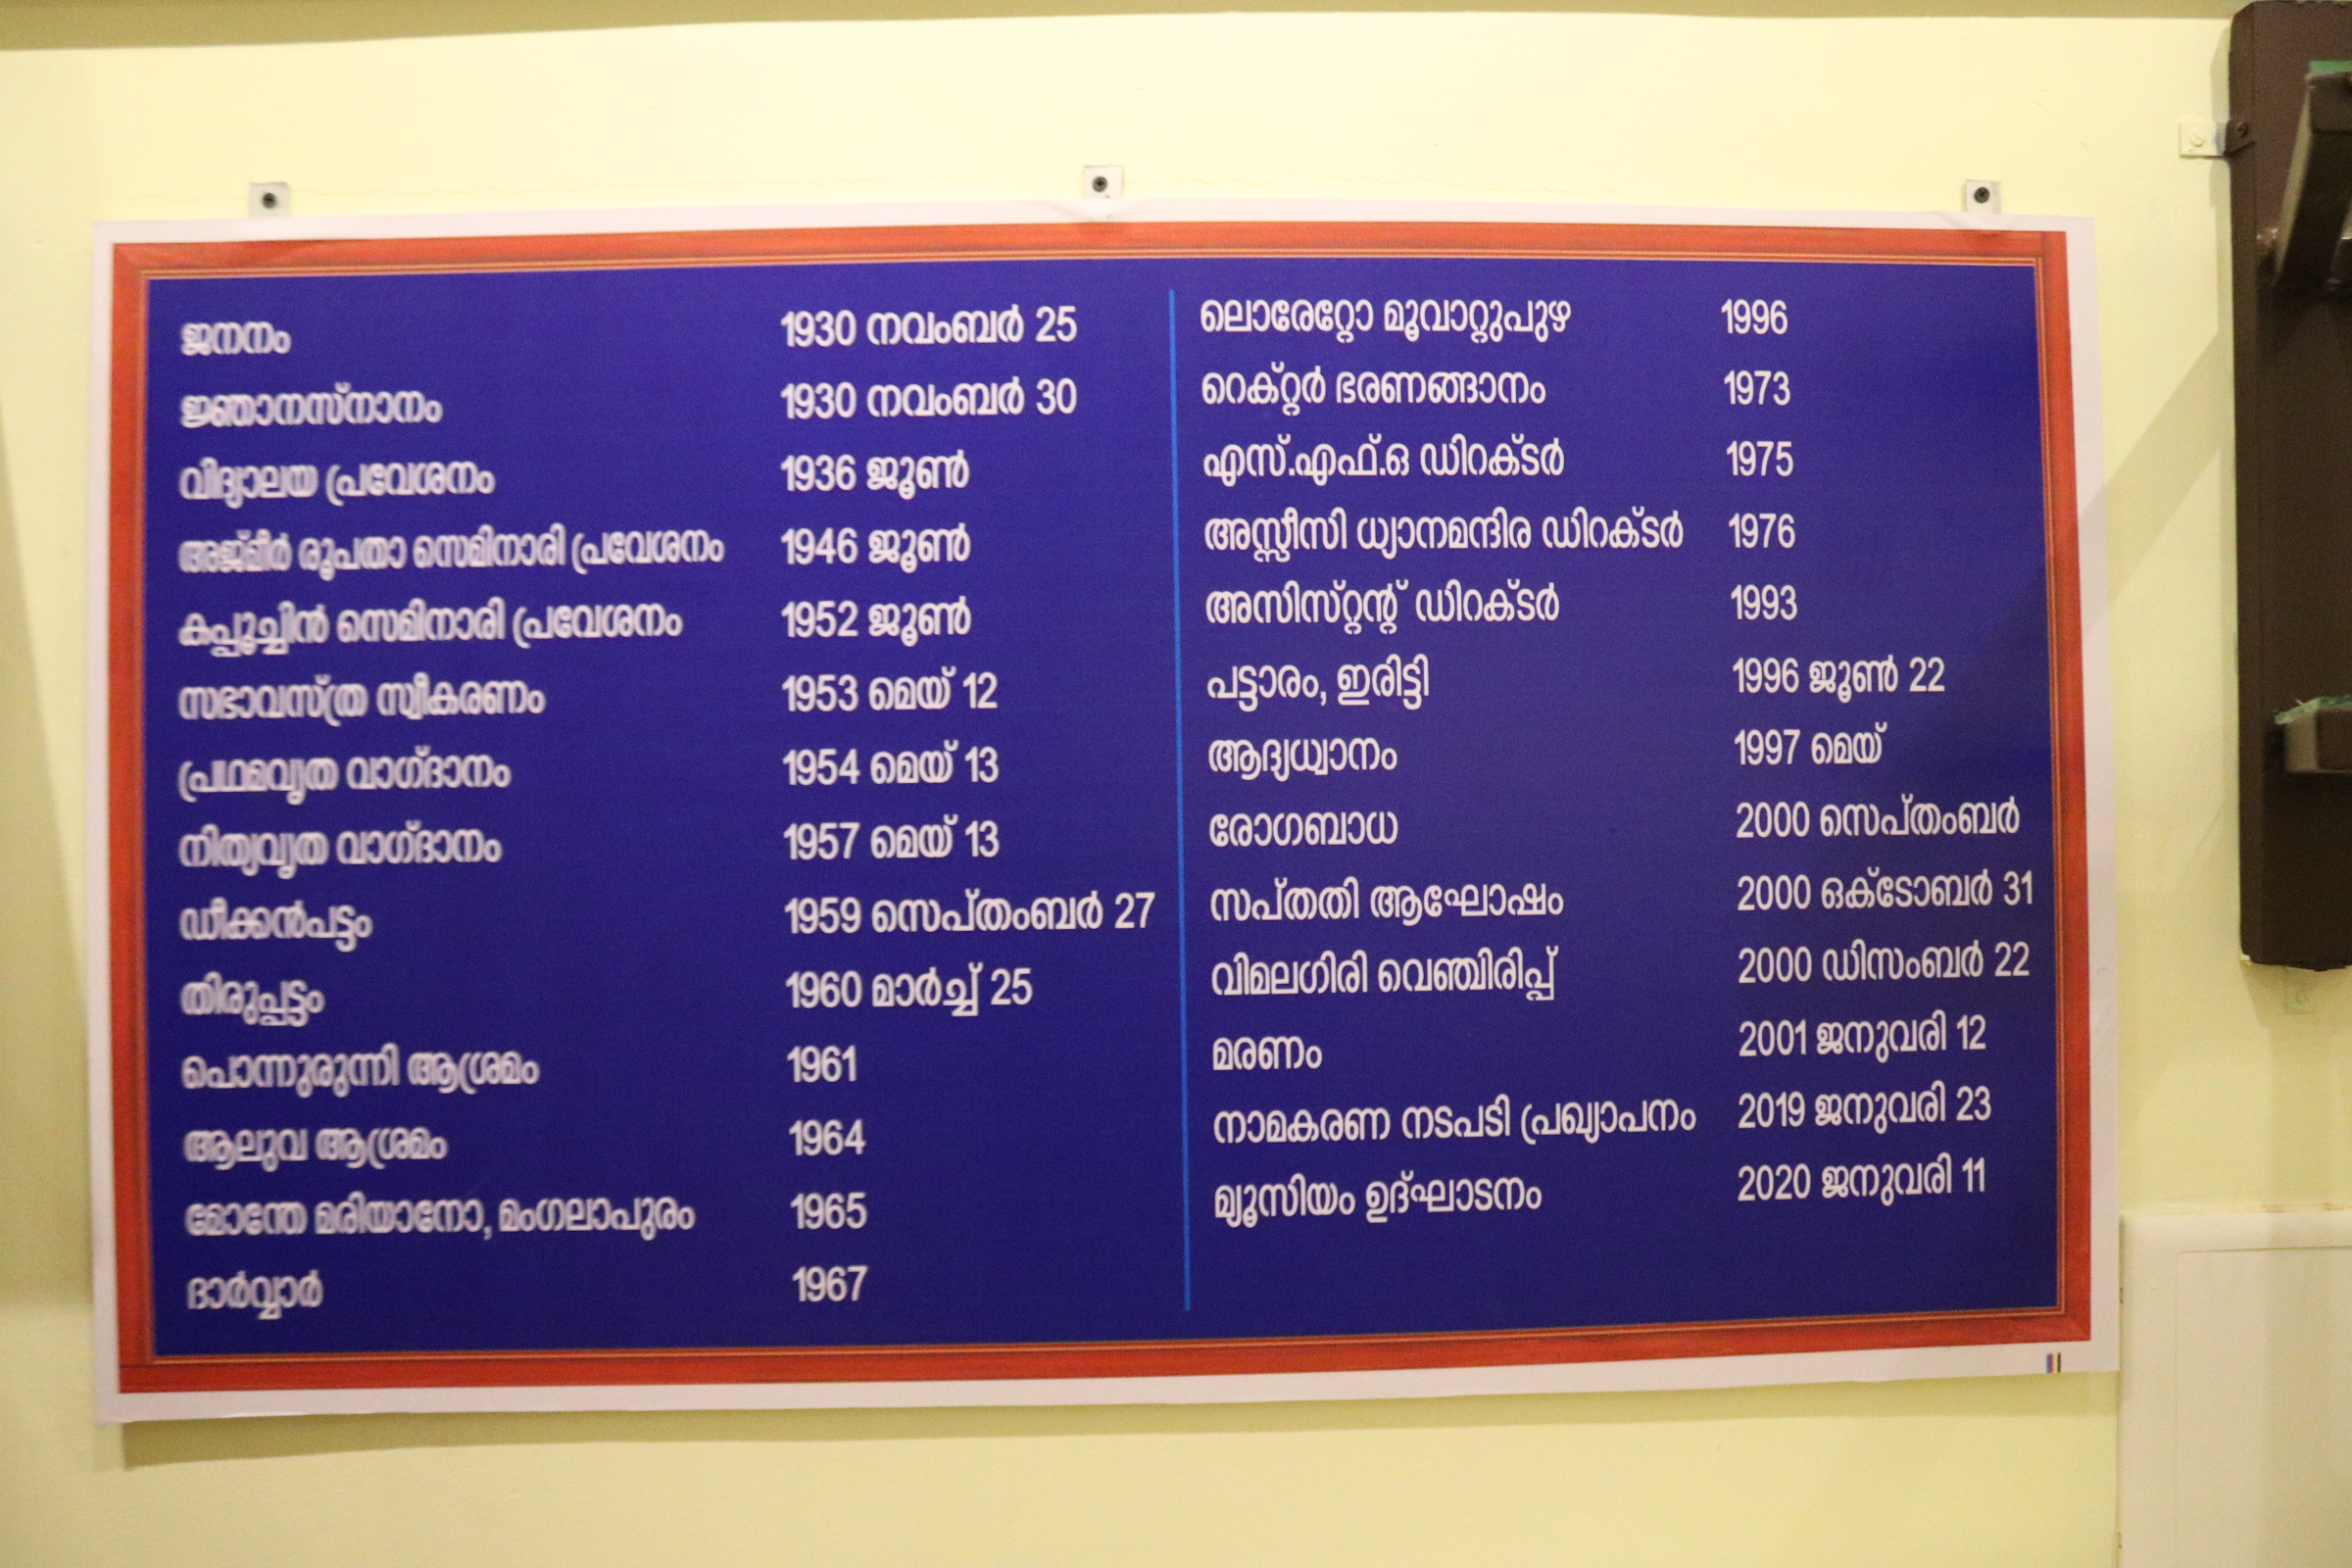 ജനനം 1930 നവംബർ 25
ജ്ഞാനസ്നാനം 1930 നവംബർ 30
വിദ്യാലയ പ്രവേശനം 1936 ജൂൺ
അജ്മീർ രൂപതാ സെമിനാരി പ്രവേശനം 1946 ജൂൺ
കപ്പൂച്ചിൻ സെമിനാരി പ്രവേശനം 1952 ജൂൺ
സഭാവസ്ത്ര സ്വീകരണം 1953 മെയ് 12
പ്രഥമവൃത വാഗ്ദാനം 1954 മെയ് 13
നിത്യവൃത വാഗ്ദാനം 1957 മെയ് 13
ഡീക്കൻപട്ടം 1959 സെപ്തംബർ 27
തിരുപ്പട്ടം 1960 മാർച്ച് 25
പൊന്നുരുന്നി ആശ്രമം 1961
ആലുവ ആശ്രമം 1964
മോന്തേ മരിയാനോ, മംഗലാപുരം 1965
ദാർവ്വാർ 1967
ലൊരേറ്റോ മൂവാറ്റുപുഴ 1996
റെക്റ്റർ ഭരണങ്ങാനം 1973
എസ്.എഫ്.ഒ ഡിറക്ടർ 1975
അസ്സീസി ധ്യാനമന്ദിര ഡിറക്ടർ 1976
അസിസ്റ്റന്റ് ഡിറക്ടർ 1993
പട്ടാരം, ഇരിട്ടി 1996 ജൂൺ 22
ആദ്യധ്വാനം 1997 മെയ്
രോഗബാധ 2000 സെപ്തംബർ
സപ്തതി ആഘോഷം 2000 ഒക്ടോബർ 31
വിമലഗിരി വെഞ്ചിരിപ്പ് 2000 ഡിസംബർ 22
മരണം 2001 ജനുവരി 12
നാമകരണ നടപടി പ്രഖ്യാപനം 2019 ജനുവരി 23
മ്യൂസിയം ഉദ്ഘാടനം 2020 ജനുവരി 11